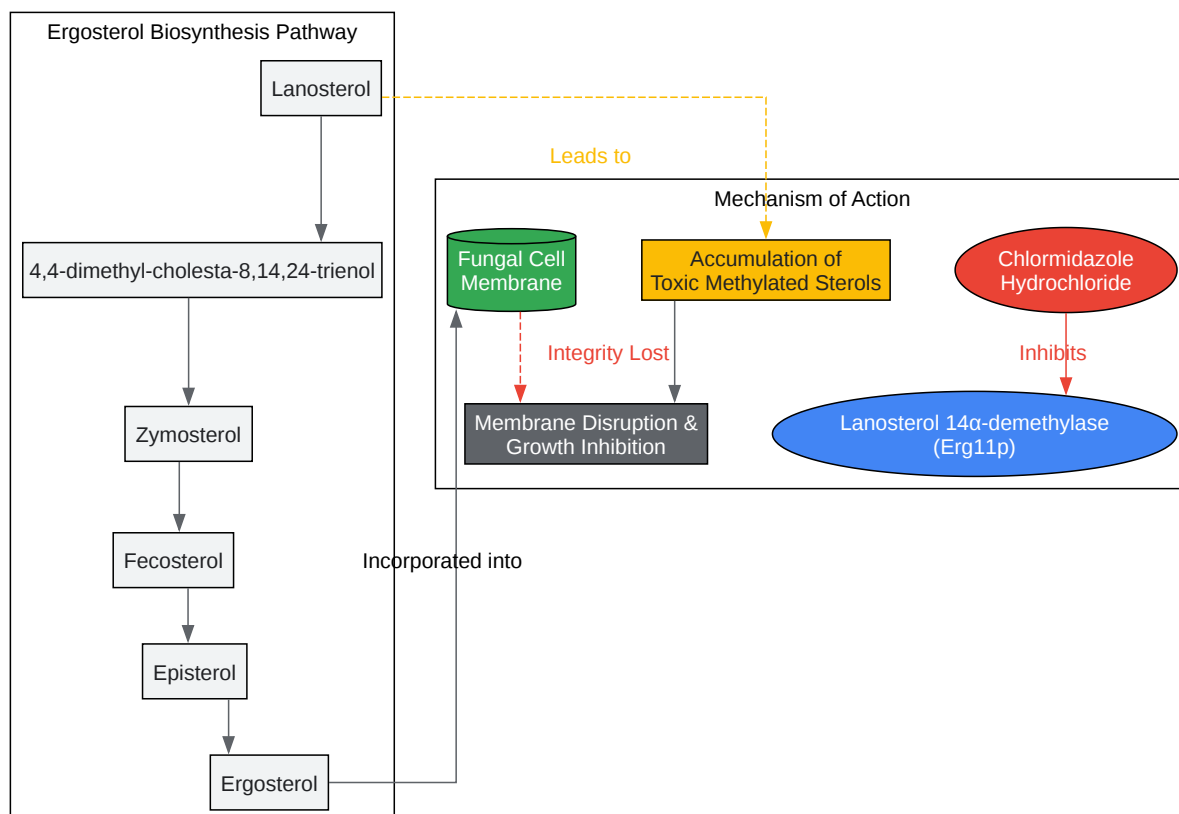 Ergosterol Biosynthesis Pathway
Lanosterol
4,4-dimethyl-cholesta-8,14,24-trienol
Zymosterol
Fecosterol
Episterol
Ergosterol
Incorporated into
Leads to
Mechanism of Action
Fungal Cell
Membrane
Accumulation of
Toxic Methylated Sterols
Chlormidazole
Hydrochloride
Integrity Lost
Inhibits
Membrane Disruption &
Growth Inhibition
Lanosterol 14α-demethylase
(Erg11p)